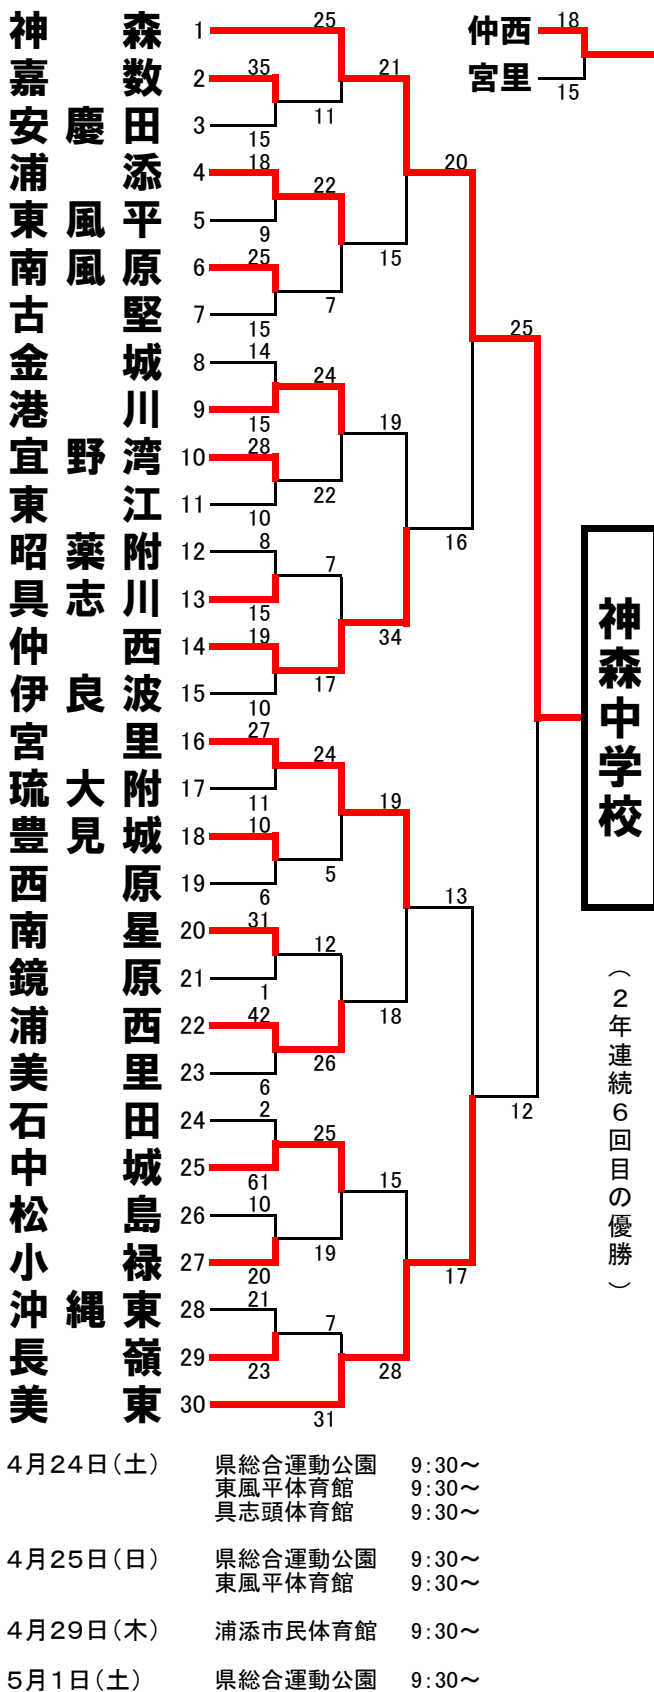 神森 1 25
仲西 18
嘉数 2 35 21
宮里 15
安慶田 3 15 11
浦添 4 18 22 20
東風平 5 9 15
南風原 6 25 7
古堅 7 15 25
金城 8 14 24
港川 9 15 19
宜野湾 10 28 22
東江 11 10 16
昭薬附 12 8 7
具志川 13 15 34
仲西 14 19 17
伊良波 15 10
宮里 16 27 24
琉大附 17 11 19
豊見城 18 10 5
西原 19 6 13
南星 20 31 12
鏡原 21 1 18
浦西 22 42 26
美里 23 6
石田 24 2 25 12
中城 25 61 15
松島 26 10 19
小禄 27 20 17
沖縄東 28 21 7
長嶺 29 23 28
美東 30 31
神森中学校
(2年連続6回目の優勝)
4月24日(土) 県総合運動公園 9:30~
東風平体育館 9:30~
具志頭体育館 9:30~
4月25日(日) 県総合運動公園 9:30~
東風平体育館 9:30~
4月29日(木) 浦添市民体育館 9:30~
5月1日(土) 県総合運動公園 9:30~